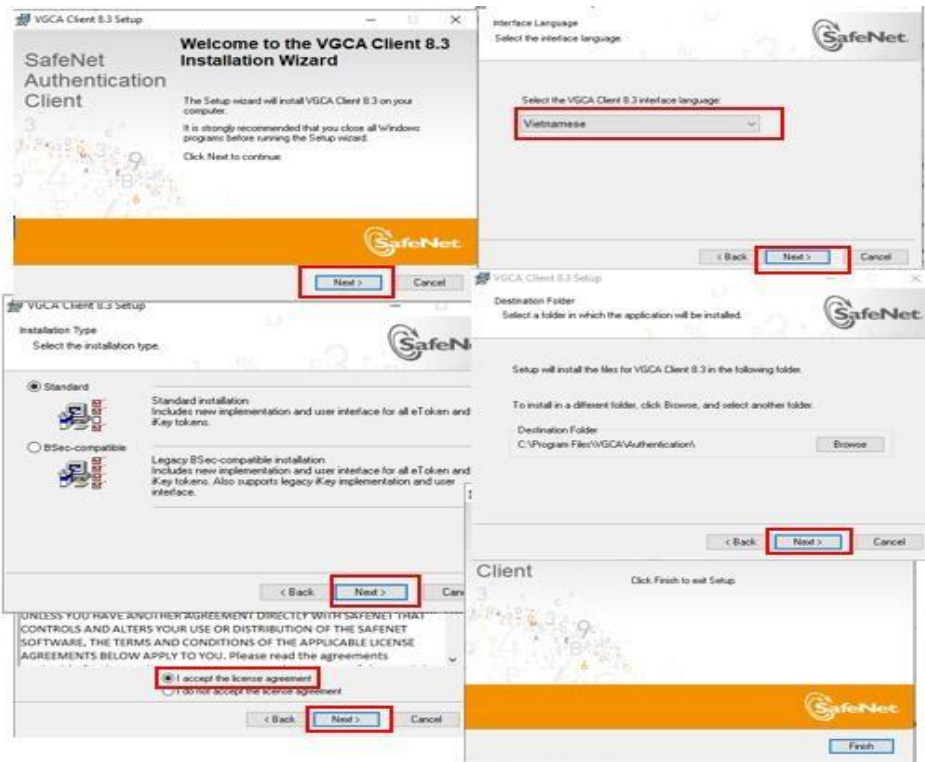 VGCA Client 8.3 Setup
SafeNet
Authentication
Client
Welcome to the VGCA Client 8.3
Installation Wizard
The Setup wizard will install VGCA Client 8.3 on your
computer.
It is strongly recommended that you close all Windows
programs before running the Setup wizard.
Click Next to continue
SafeNet
Next >
Cancel
Interface Language
Select the interface language.
SafeNet
Select the VGCA Client 8.3 interface language:
Vietnamese
< Back
Next >
Cancel
VGCA Client 8.3 Setup
Installation Type
Select the installation type.
SafeN
Standard
Standard installation
Includes new implementation and user interface for all eToken and
iKey tokens.
BSec-compatible
Legacy BSec-compatible installation
Includes new implementation and user interface for all eToken and
iKey tokens. Also supports legacy iKey implementation and user
interface.
< Back
Next >
Can
VGCA Client 8.3 Setup
Destination Folder
Select a folder in which the application will be installed.
SafeNet
Setup will install the files for VGCA Client 8.3 in the following folder.
To install in a different folder, click Browse, and select another folder.
Destination Folder
C:\Program Files\VGCA\Authentication\
Browse
< Back
Next >
Cancel
UNLESS YOU HAVE ANOTHER AGREEMENT DIRECTLY WITH SAFENET THAT
CONTROLS AND ALTERS YOUR USE OR DISTRIBUTION OF THE SAFENET
SOFTWARE, THE TERMS AND CONDITIONS OF THE APPLICABLE LICENSE
AGREEMENTS BELOW APPLY TO YOU. Please read the agreements
I accept the license agreement
I do not accept the license agreement
< Back
Next >
Cancel
Client
Click Finish to exit Setup.
SafeNet
Finish